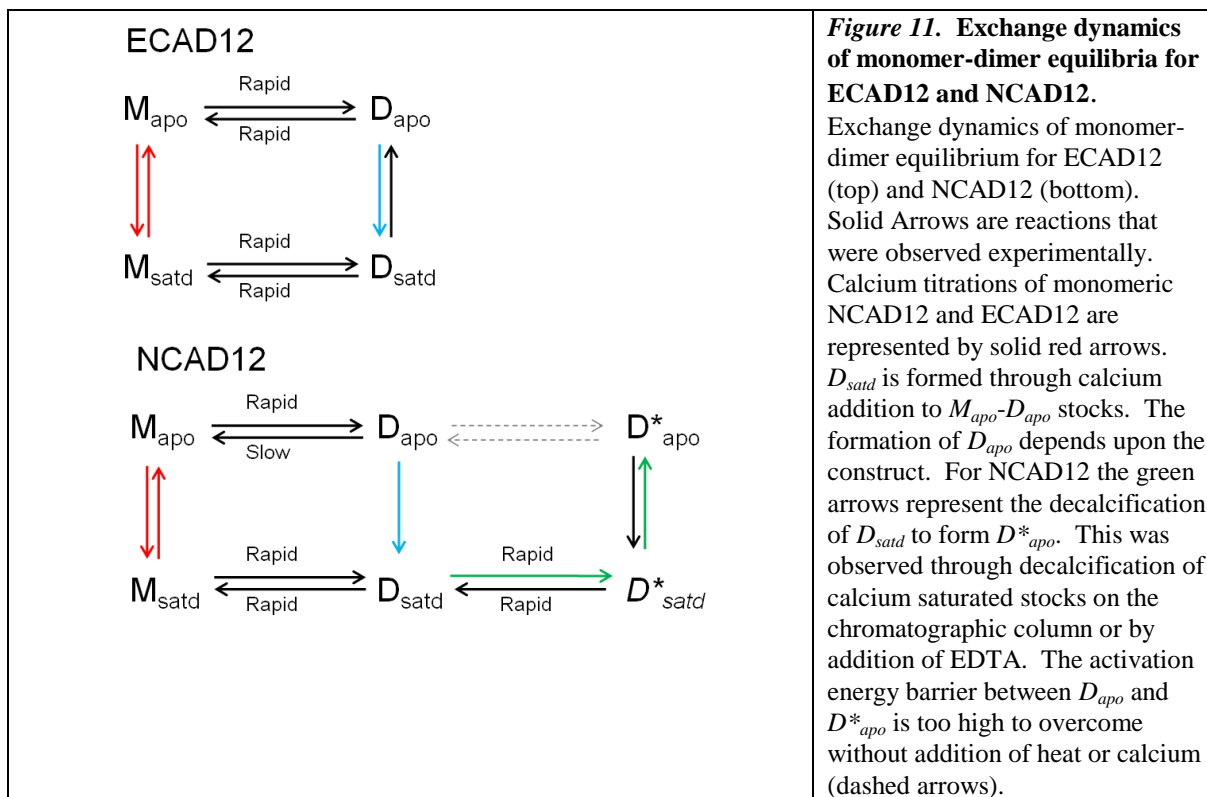 ECAD12
Rapid
M_apo D_apo
Rapid
Rapid
M_satd D_satd
Rapid
NCAD12
Rapid
M_apo D_apo D*_apo
Slow
Rapid Rapid
M_satd D_satd D*_satd
Rapid Rapid
Figure 11. Exchange dynamics
of monomer-dimer equilibria for
ECAD12 and NCAD12.
Exchange dynamics of monomer-
dimer equilibrium for ECAD12
(top) and NCAD12 (bottom).
Solid Arrows are reactions that
were observed experimentally.
Calcium titrations of monomeric
NCAD12 and ECAD12 are
represented by solid red arrows.
D_satd is formed through calcium
addition to M_apo-D_apo stocks. The
formation of D_apo depends upon the
construct. For NCAD12 the green
arrows represent the decalcification
of D_satd to form D*_apo. This was
observed through decalcification of
calcium saturated stocks on the
chromatographic column or by
addition of EDTA. The activation
energy barrier between D_apo and
D*_apo is too high to overcome
without addition of heat or calcium
(dashed arrows).